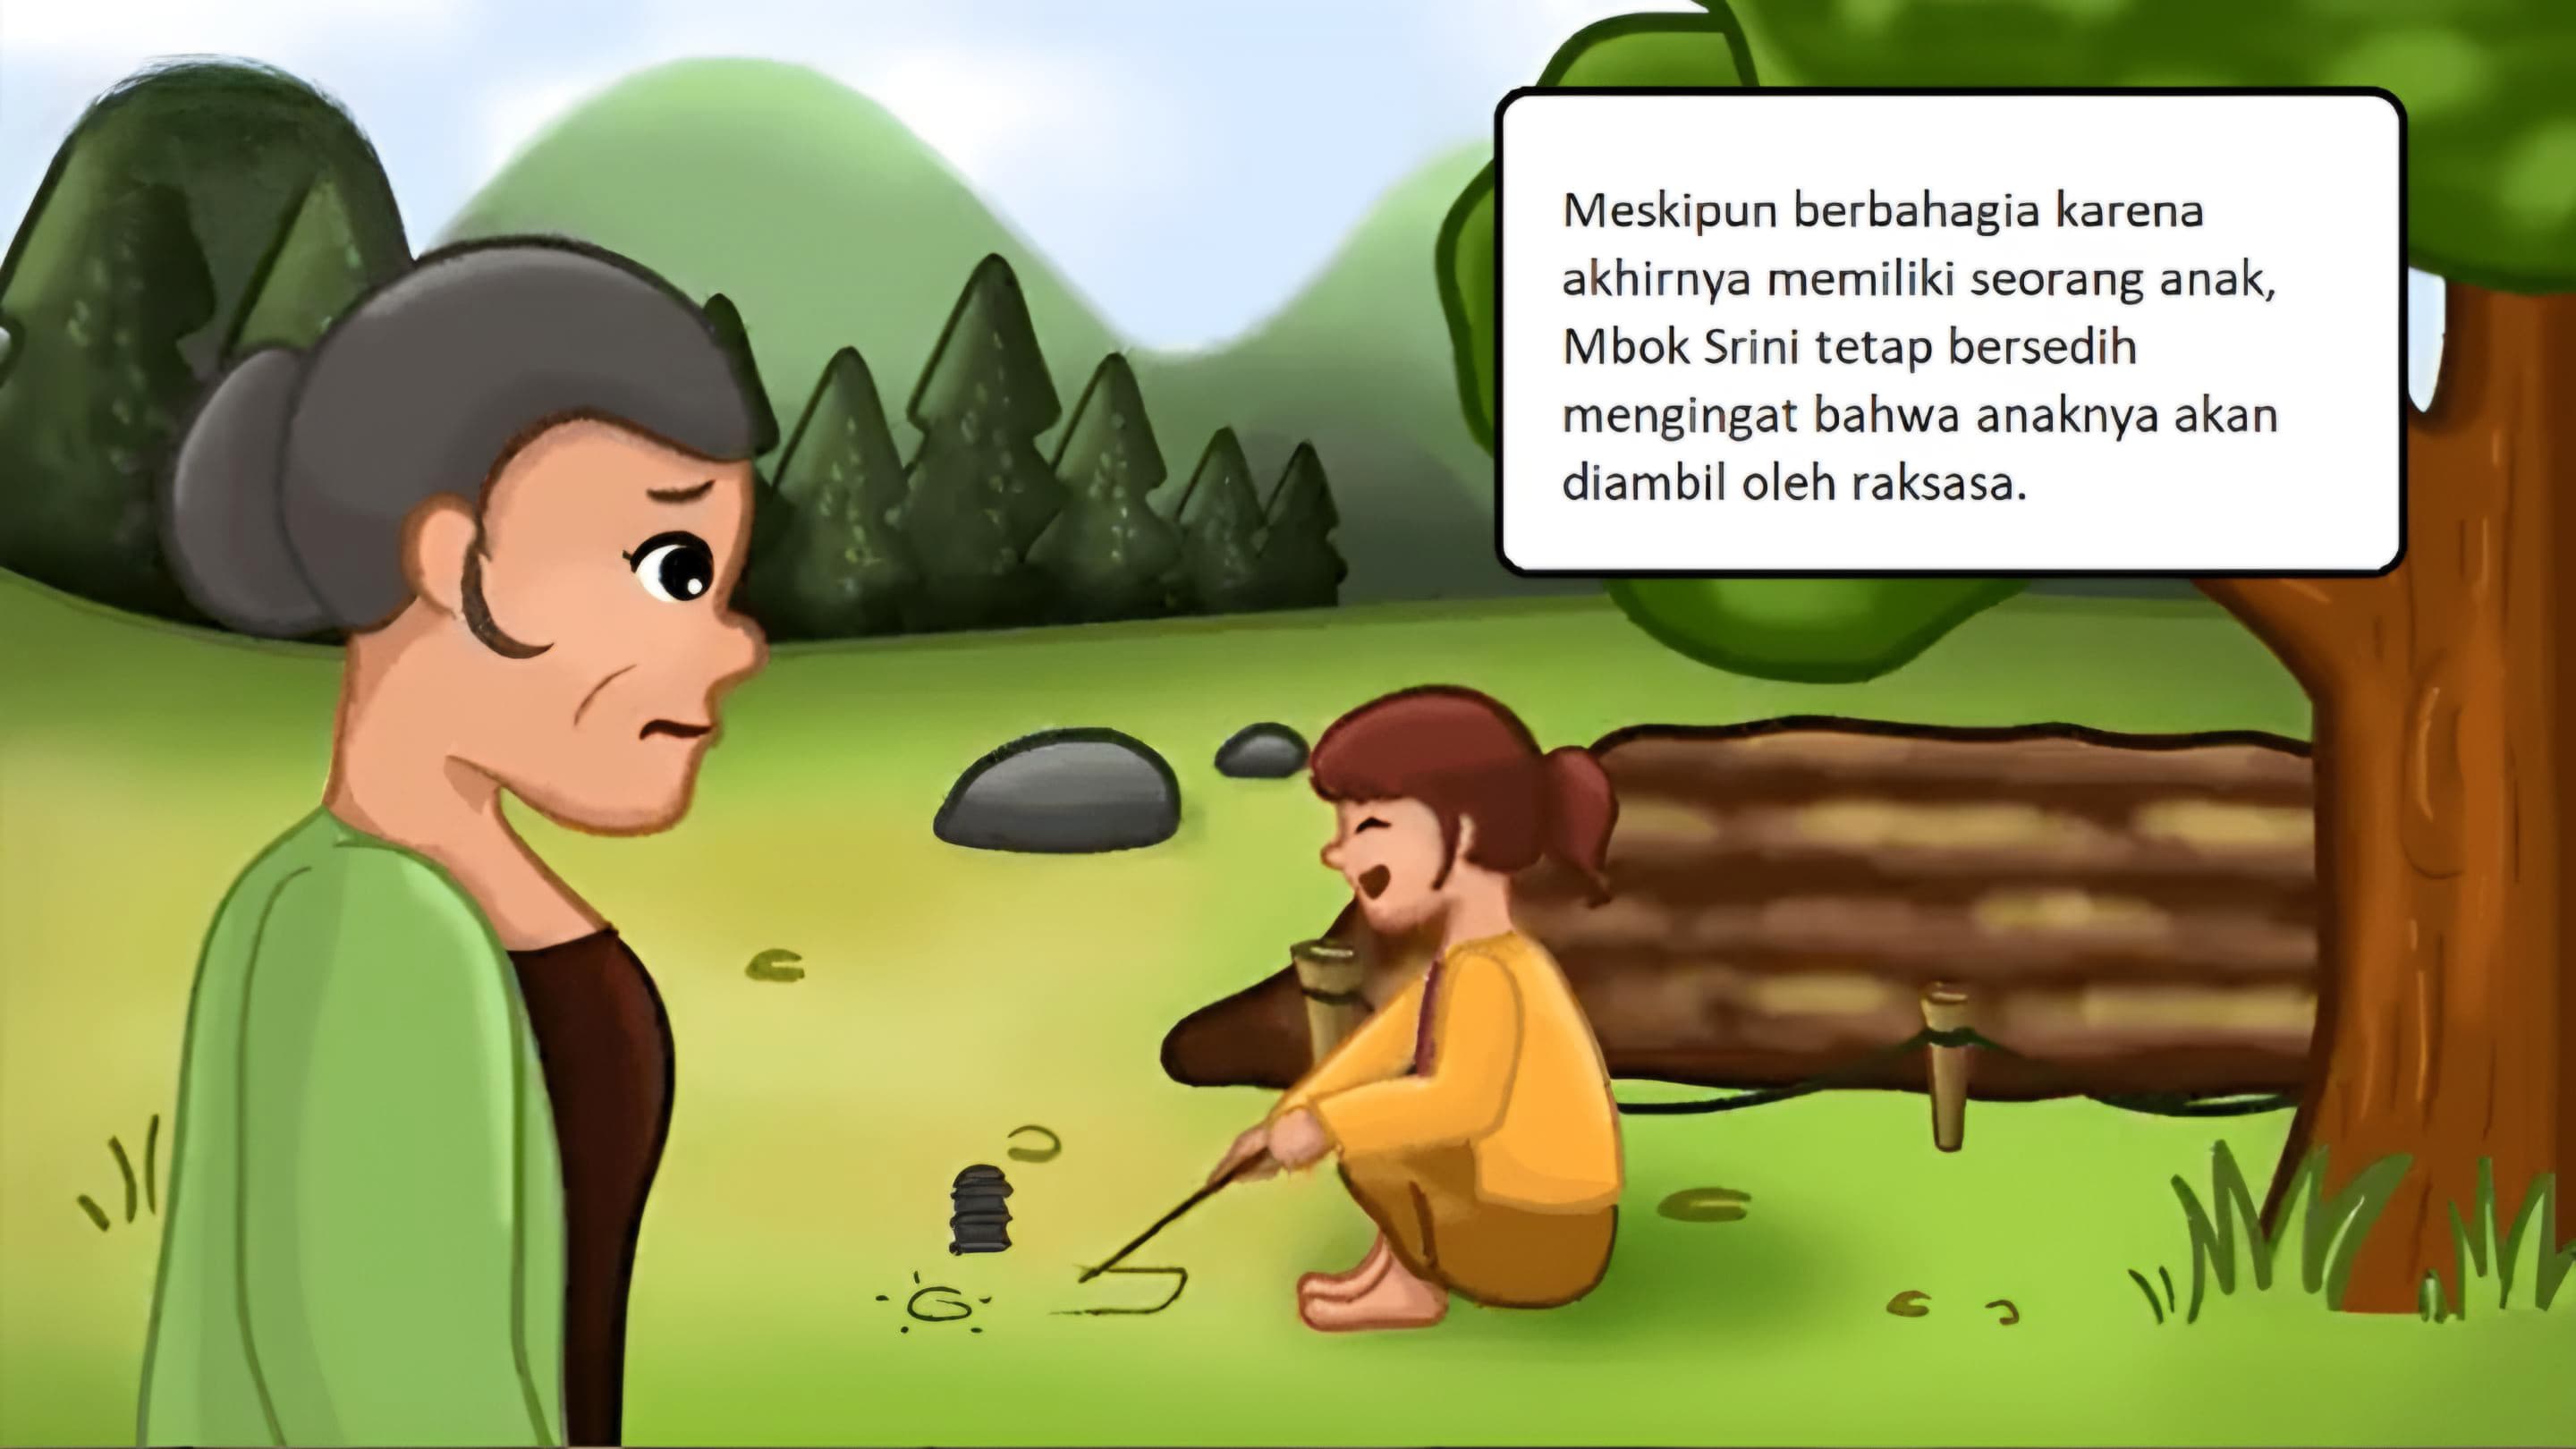 Meskipun berbahagia karena
akhirnya memiliki seorang anak,
Mbok Srini tetap bersedih
mengingat bahwa anaknya akan
diambil oleh raksasa.